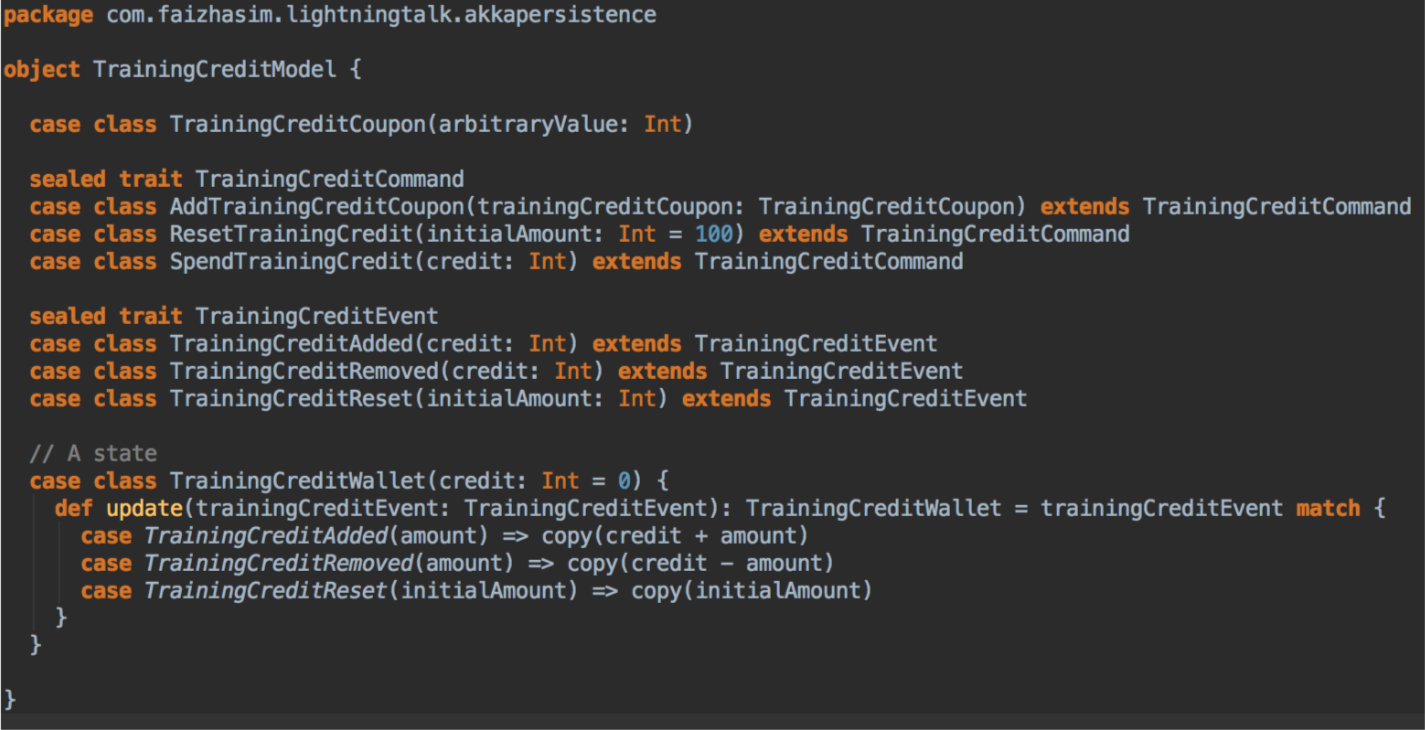 package com.faizhasim.lightningtalk.akkapersistence
object TrainingCreditModel {
case class TrainingCreditCoupon(arbitraryValue: Int)
sealed trait TrainingCreditCommand
case class AddTrainingCreditCoupon(trainingCreditCoupon: TrainingCreditCoupon) extends TrainingCreditCommand
case class ResetTrainingCredit(initialAmount: Int = 100) extends TrainingCreditCommand
case class SpendTrainingCredit(credit: Int) extends TrainingCreditCommand
sealed trait TrainingCreditEvent
case class TrainingCreditAdded(credit: Int) extends TrainingCreditEvent
case class TrainingCreditRemoved(credit: Int) extends TrainingCreditEvent
case class TrainingCreditReset(initialAmount: Int) extends TrainingCreditEvent
// A state
case class TrainingCreditWallet(credit: Int = 0) {
def update(trainingCreditEvent: TrainingCreditEvent): TrainingCreditWallet = trainingCreditEvent match {
case TrainingCreditAdded(amount) => copy(credit + amount)
case TrainingCreditRemoved(amount) => copy(credit - amount)
case TrainingCreditReset(initialAmount) => copy(initialAmount)
}
}
}